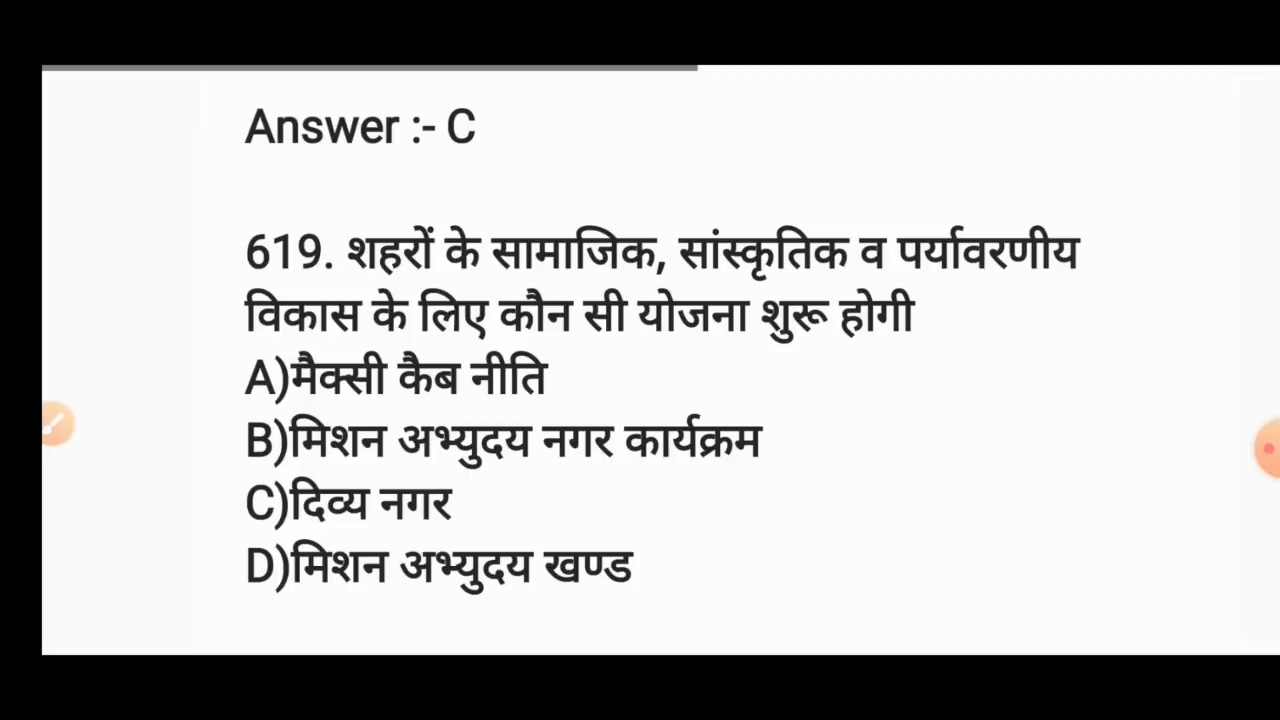 Answer :- C
619. शहरों के सामाजिक, सांस्कृतिक व पर्यावरणीय
विकास के लिए कौन सी योजना शुरू होगी
A)मैक्सी कैब नीति
B)मिशन अभ्युदय नगर कार्यक्रम
C)दिव्य नगर
D)मिशन अभ्युदय खण्ड